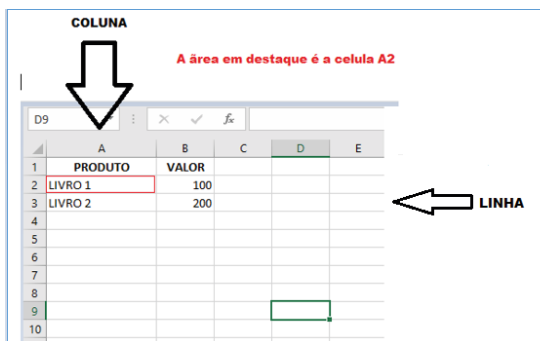 COLUNA
A ãrea em destaque é a celula A2
D9 fx
A B C D E
1 PRODUTO VALOR
2 LIVRO 1 100
3 LIVRO 2 200
LINHA
4
5
6
7
8
9
10